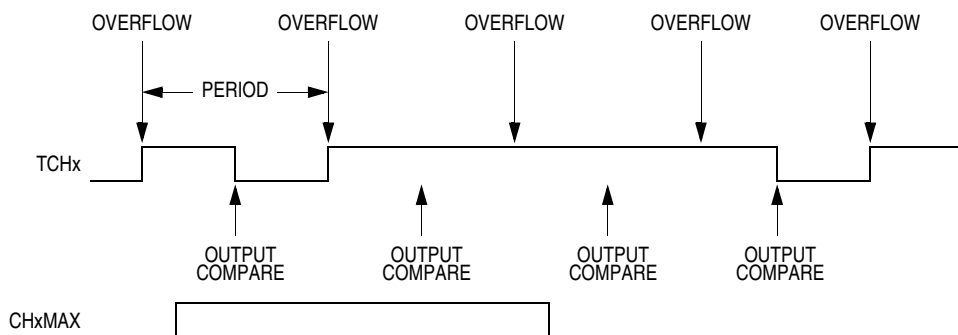 OVERFLOW OVERFLOW OVERFLOW OVERFLOW OVERFLOW
PERIOD
TCHx
OUTPUT OUTPUT OUTPUT OUTPUT
COMPARE COMPARE COMPARE COMPARE
CHxMAX